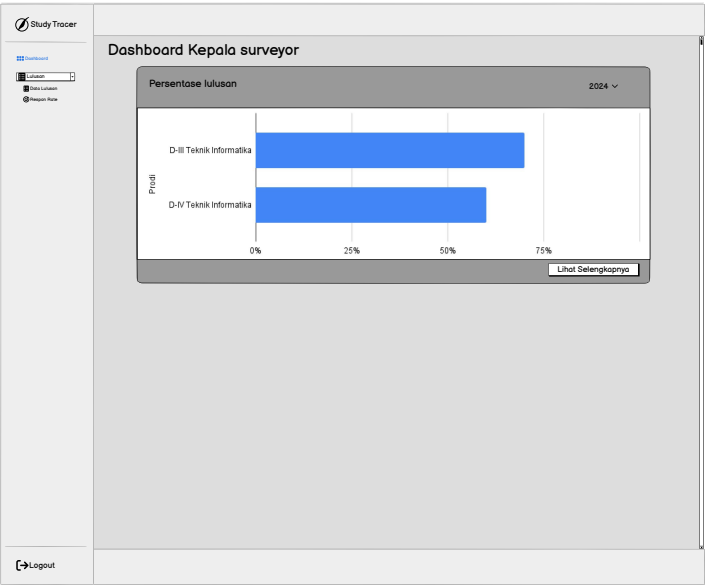 Study Tracer
Dashboard
Lulusan
Data Lulusan
Respon Rate
Logout
Dashboard Kepala surveyor
Persentase lulusan
2024
Prodi
D-III Teknik Informatika
D-IV Teknik Informatika
0% 25% 50% 75%
Lihat Selengkapnya